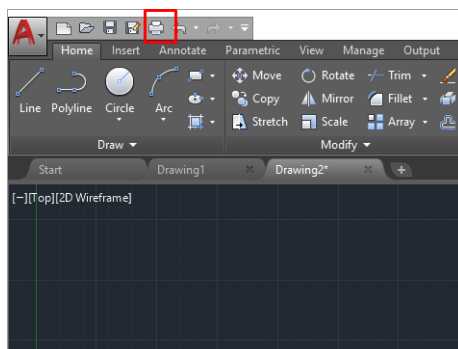 A
Home Insert Annotate Parametric View Manage Output
Move Rotate Trim
Copy Mirror Fillet
Line Polyline Circle Arc
Stretch Scale Array
Draw Modify
Start Drawing1 Drawing2*
[−][Top][2D Wireframe]